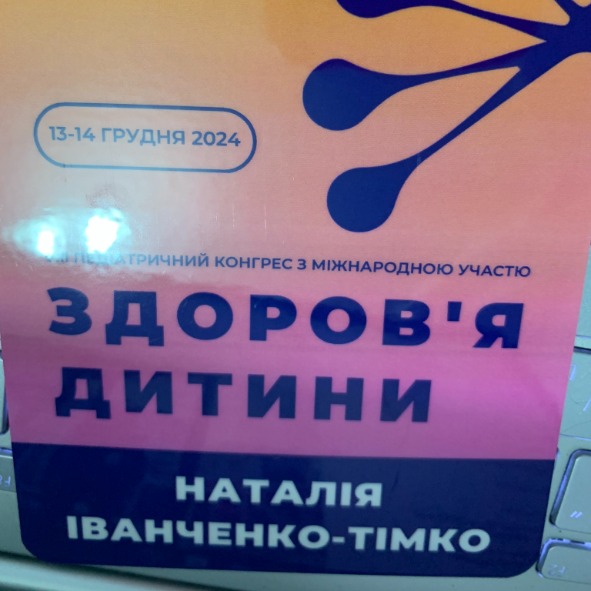 13-14 ГРУДНЯ 2024
ПЕДІАТРИЧНИЙ КОНГРЕС З МІЖНАРОДНОЮ УЧАСТЮ
ЗДОРОВ'Я
ДИТИНИ
НАТАЛІЯ
ІВАНЧЕНКО-ТІМКО